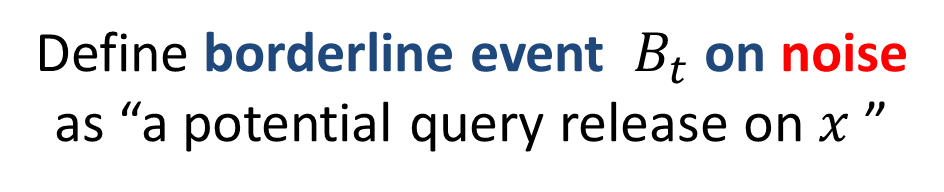 Define borderline event B_t on noise
as “a potential query release on x ”